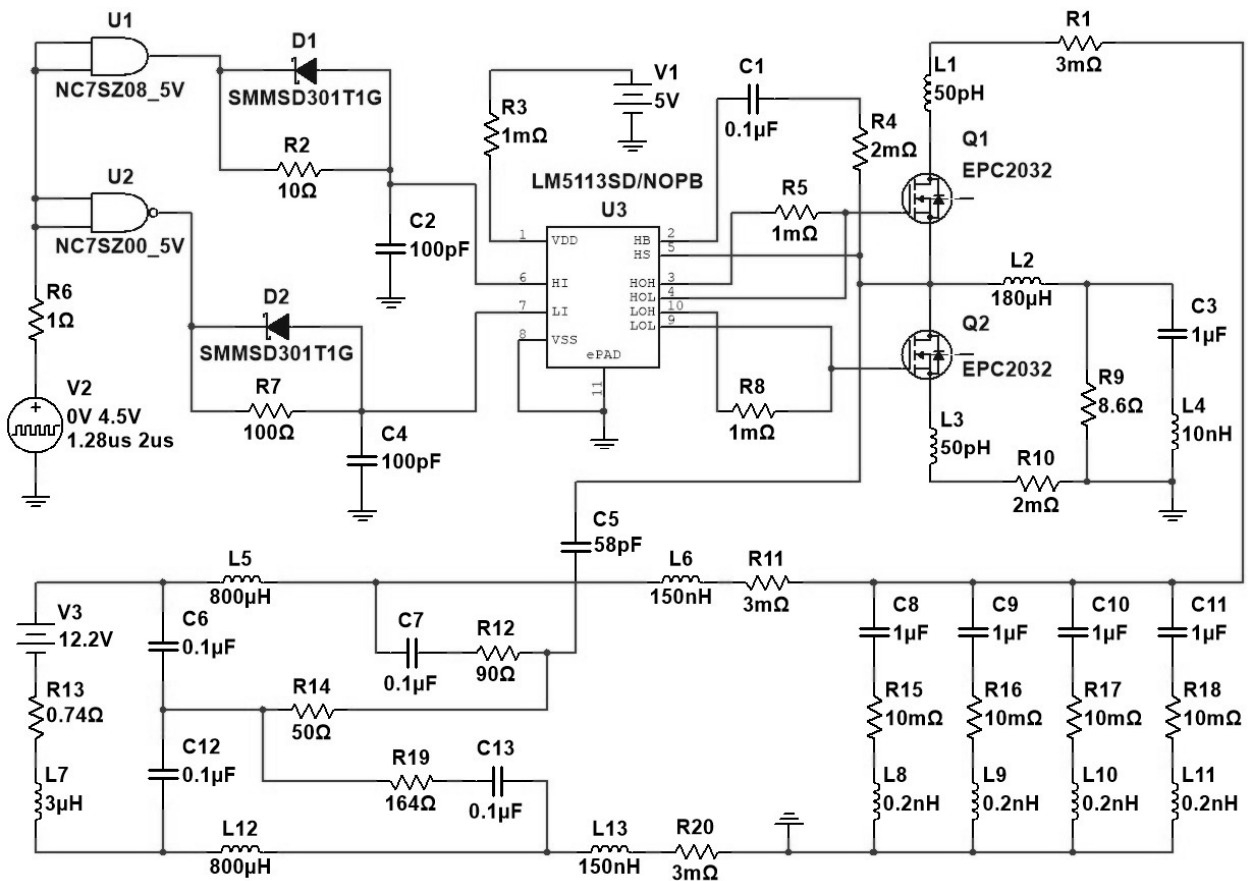 U1
NC7SZ08_5V
D1
SMMSD301T1G
R2
10Ω
U2
NC7SZ00_5V
C2
100pF
R6
1Ω
D2
SMMSD301T1G
R7
100Ω
C4
100pF
V2
0V 4.5V
1.28us 2us
R3
1mΩ
V1
5V
C1
0.1µF
R4
2mΩ
LM5113SD/NOPB
U3
1
VDD
6
HI
7
LI
8
VSS
ePAD
11
HB
2
HS
5
HOH
3
HOL
4
LOH
10
LOL
9
R5
1mΩ
R8
1mΩ
L1
50pH
R1
3mΩ
Q1
EPC2032
L2
180µH
Q2
EPC2032
C3
1µF
R9
8.6Ω
L4
10nH
L3
50pH
R10
2mΩ
C5
58pF
L5
800µH
L6
150nH
R11
3mΩ
V3
12.2V
C6
0.1µF
C7
0.1µF
R12
90Ω
R13
0.74Ω
R14
50Ω
L7
3µH
C12
0.1µF
R19
164Ω
C13
0.1µF
L12
800µH
L13
150nH
R20
3mΩ
C8
1µF
C9
1µF
C10
1µF
C11
1µF
R15
10mΩ
R16
10mΩ
R17
10mΩ
R18
10mΩ
L8
0.2nH
L9
0.2nH
L10
0.2nH
L11
0.2nH